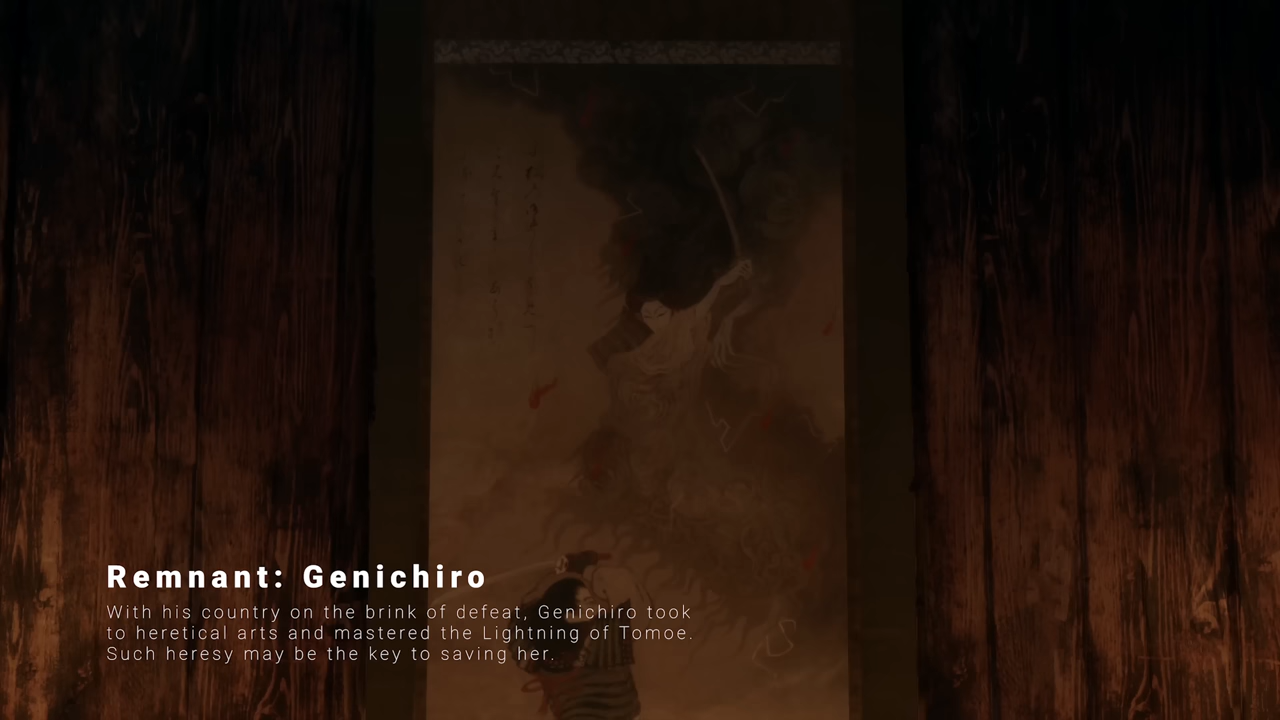 Remnant: Genichiro
With his country on the brink of defeat, Genichiro took
to heretical arts and mastered the Lightning of Tomoe.
Such heresy may be the key to saving her.